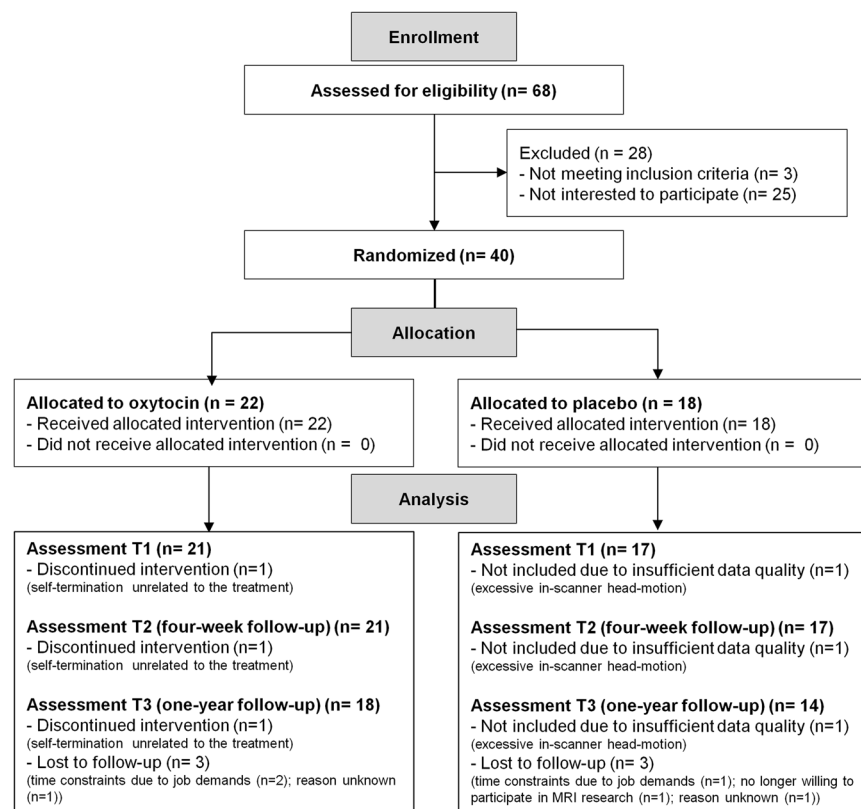 Enrollment
Assessed for eligibility (n= 68)
Excluded (n = 28)
- Not meeting inclusion criteria (n= 3)
- Not interested to participate (n= 25)
Randomized (n= 40)
Allocation
Allocated to oxytocin (n = 22)
- Received allocated intervention (n= 22)
- Did not receive allocated intervention (n = 0)
Allocated to placebo (n = 18)
- Received allocated intervention (n= 18)
- Did not receive allocated intervention (n = 0)
Analysis
Assessment T1 (n= 21)
- Discontinued intervention (n=1)
(self-termination unrelated to the treatment)
Assessment T2 (four-week follow-up) (n= 21)
- Discontinued intervention (n=1)
(self-termination unrelated to the treatment)
Assessment T3 (one-year follow-up) (n= 18)
- Discontinued intervention (n=1)
(self-termination unrelated to the treatment)
- Lost to follow-up (n= 3)
(time constraints due to job demands (n=2); reason unknown
(n=1))
Assessment T1 (n= 17)
- Not included due to insufficient data quality (n=1)
(excessive in-scanner head-motion)
Assessment T2 (four-week follow-up) (n= 17)
- Not included due to insufficient data quality (n=1)
(excessive in-scanner head-motion)
Assessment T3 (one-year follow-up) (n= 14)
- Not included due to insufficient data quality (n=1)
(excessive in-scanner head-motion)
- Lost to follow-up (n= 3)
(time constraints due to job demands (n=1); no longer willing to
participate in MRI research (n=1); reason unknown (n=1))